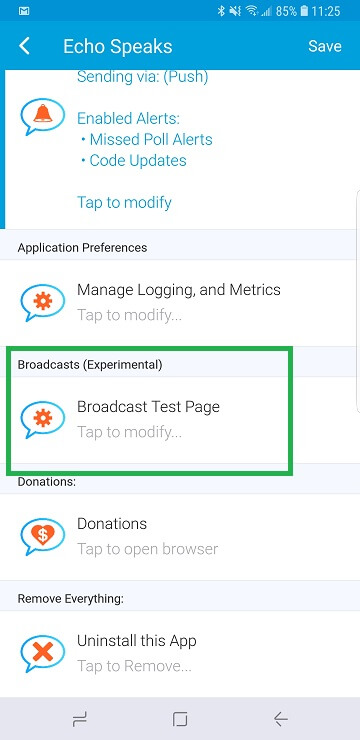 85% 11:25
Echo Speaks Save
Sending via: (Push)
Enabled Alerts:
• Missed Poll Alerts
• Code Updates
Tap to modify
Application Preferences
Manage Logging, and Metrics
Tap to modify...
Broadcasts (Experimental)
Broadcast Test Page
Tap to modify...
Donations:
Donations
Tap to open browser
Remove Everything:
Uninstall this App
Tap to Remove...